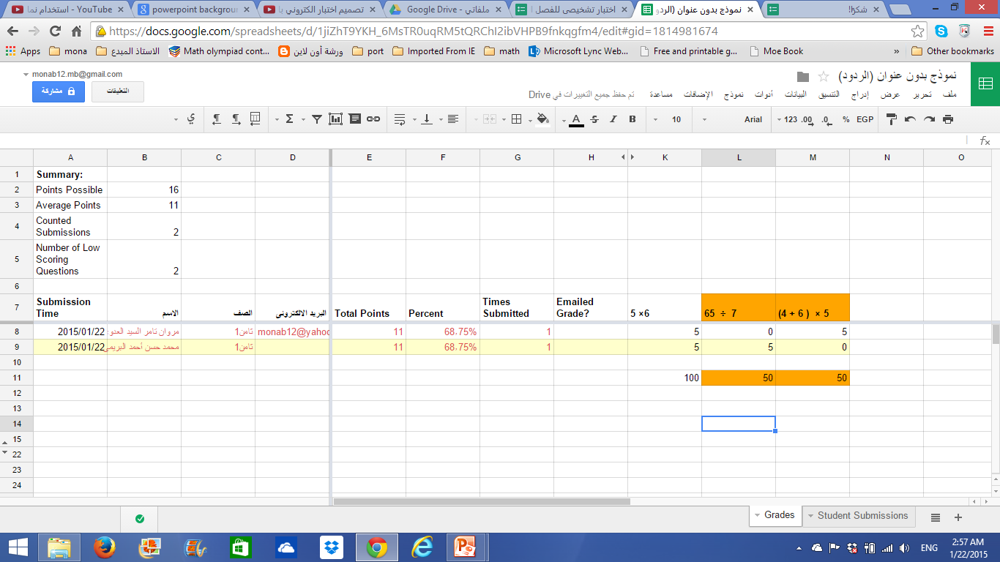 YouTube - استخدام نما
powerpoint backgroun
تصميم اختبار الكتروني با
Google Drive - ملفاتي
اختبار تشخيصي للفصل ا
نموذج بدون عنوان (الردو
شكرًا!
https://docs.google.com/spreadsheets/d/1jiZhT9YKH_6MsTR0uqRM5tQRChI2ibVHPB9fnkqgfm4/edit#gid=1814981674
Apps mona الاستاذ المبدع Math olympiad cont... ورشة أون لاين port Imported From IE math Microsoft Lync Web... Free and printable g... Moe Book » Other bookmarks
monab12.mb@gmail.com
نموذج بدون عنوان (الردود)
مشاركة التعليقات
ملف تحرير عرض إدراج التنسيق البيانات أدوات نموذج الإضافات مساعدة تم حفظ جميع التغييرات في Drive
ي Σ A S I B 10 Arial 123 .00 .0 % EGP
fx
A B C D E F G H K L M N O
1 Summary:
2 Points Possible 16
3 Average Points 11
4 Counted Submissions 2
5 Number of Low Scoring Questions 2
6
7 Submission Time الاسم الصف البريد الالكتروني Total Points Percent Times Submitted Emailed Grade? 5 ×6 65 ÷ 7 (4 + 6 ) × 5
8 2015/01/22 مروان تامر السيد العدو ثامن1 monab12@yahoo 11 68.75% 1 5 0 5
9 2015/01/22 محمد حسن أحمد البريمي ثامن1 11 68.75% 1 5 5 0
10
11 100 50 50
12
13
14
15
22
23
24
Grades Student Submissions
ENG 2:57 AM
1/22/2015